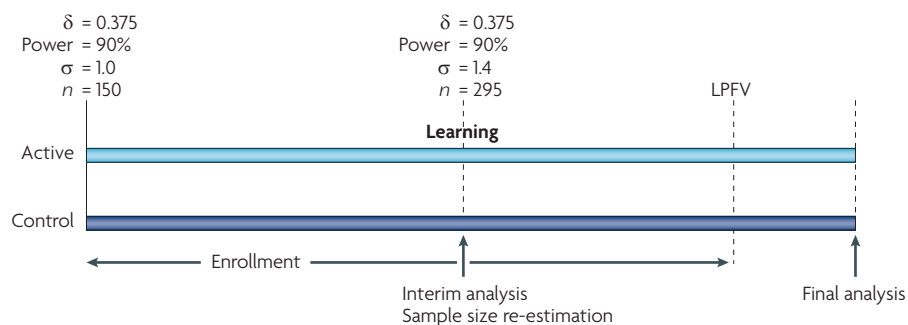 δ = 0.375
Power = 90%
σ = 1.0
n = 150
δ = 0.375
Power = 90%
σ = 1.4
n = 295
LPFV
Learning
Active
Control
Enrollment
Interim analysis
Sample size re-estimation
Final analysis